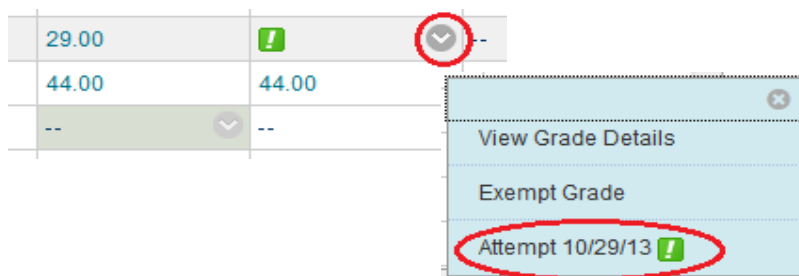 29.00 ! --
44.00 44.00
-- --
View Grade Details
Exempt Grade
Attempt 10/29/13 !